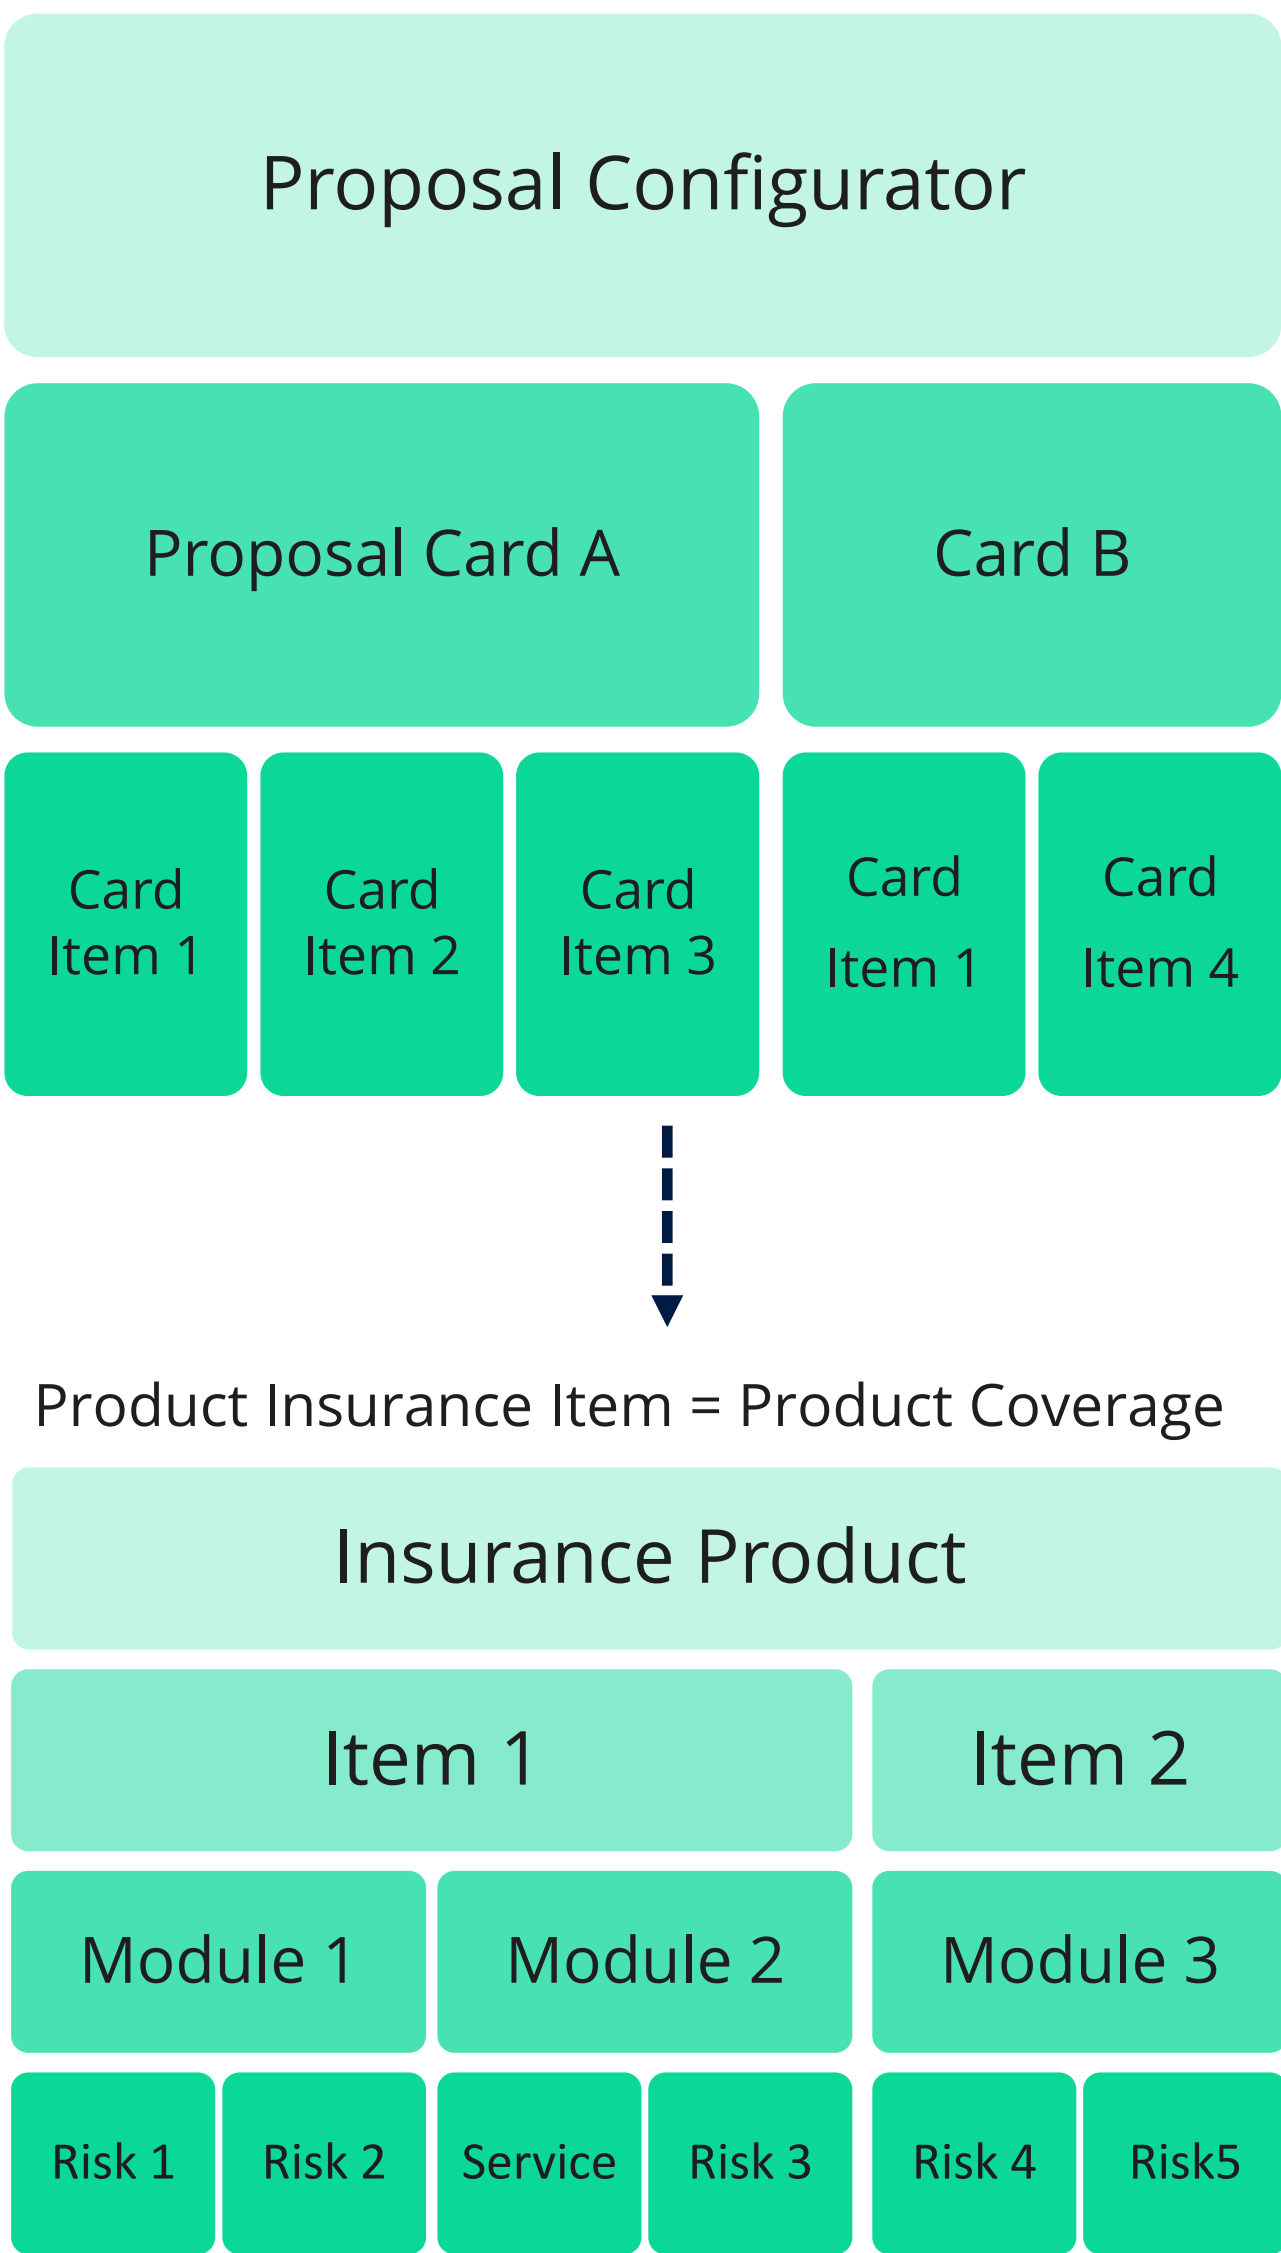 Proposal Configurator
Proposal Card A
Card B
Card
Item 1
Card
Item 2
Card
Item 3
Card
Item 1
Card
Item 4
Product Insurance Item = Product Coverage
Insurance Product
Item 1
Item 2
Module 1
Module 2
Module 3
Risk 1
Risk 2
Service
Risk 3
Risk 4
Risk5